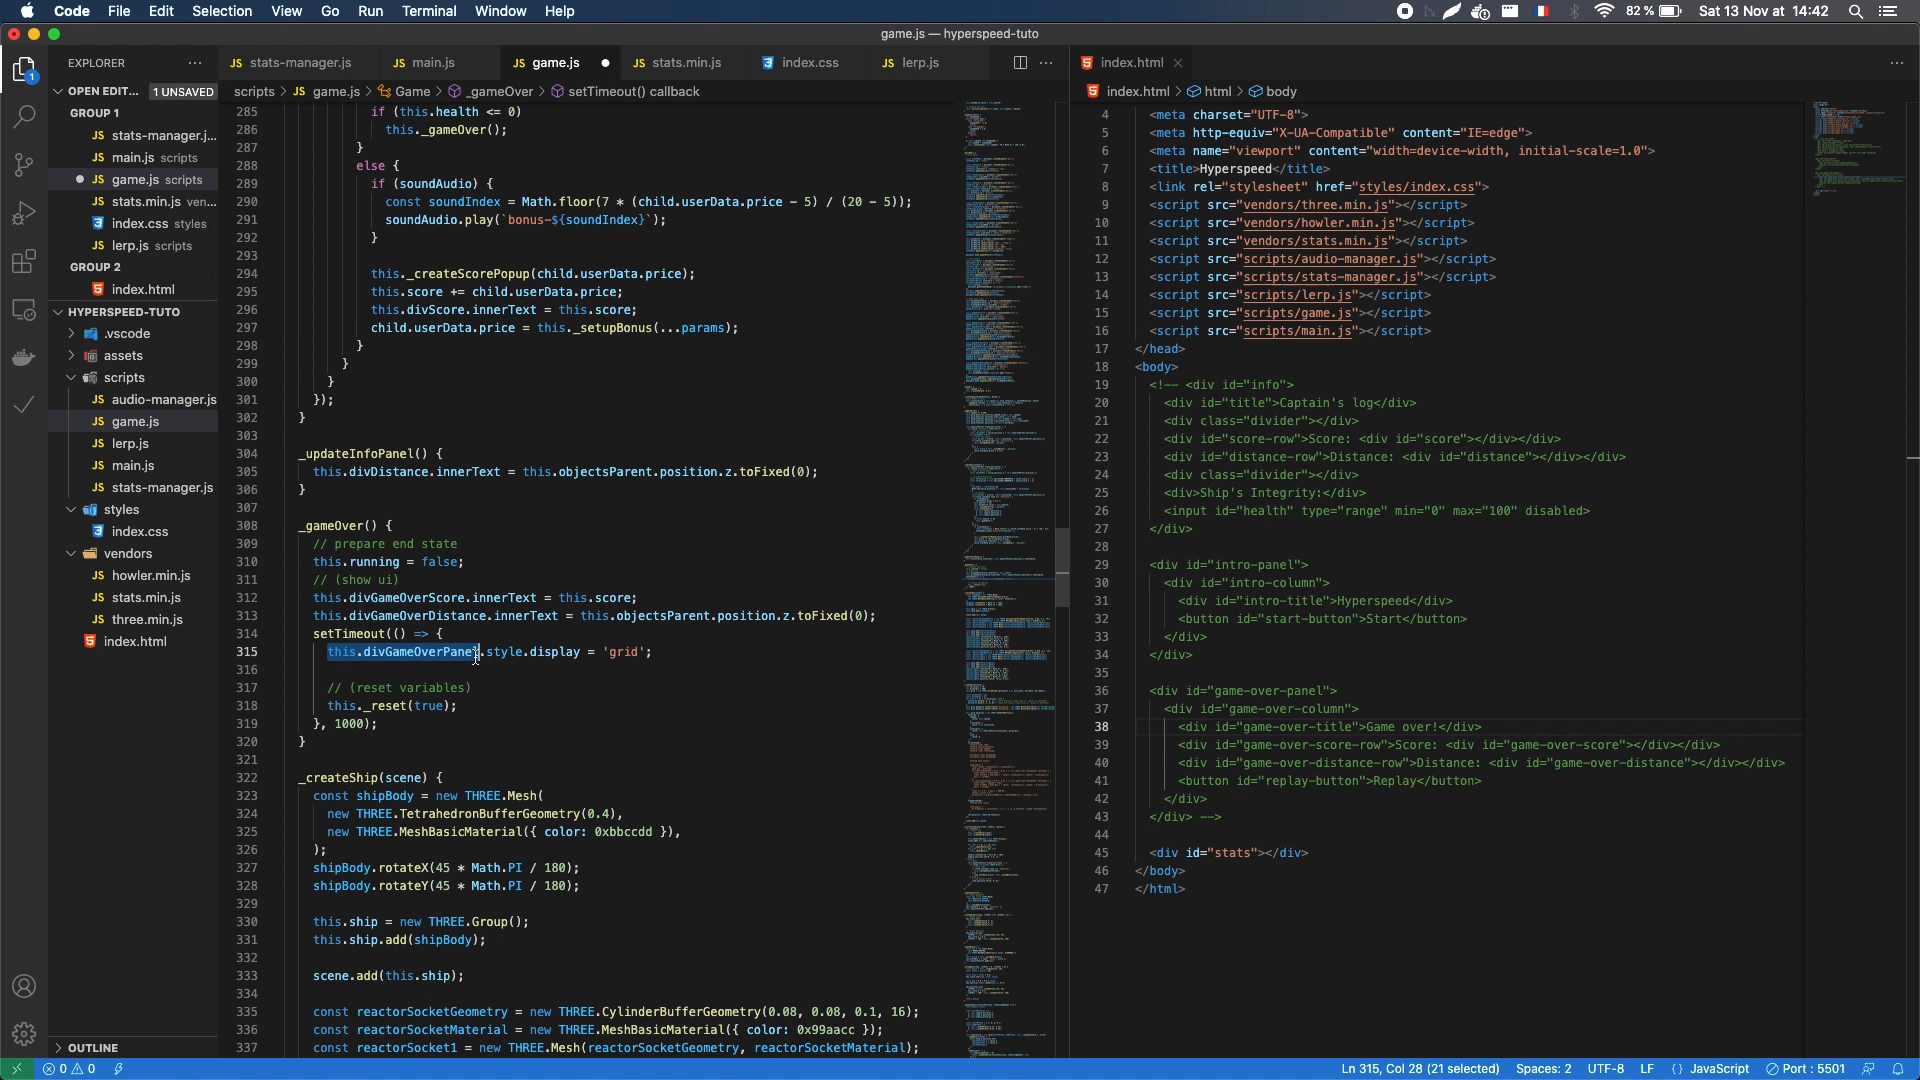 Code File Edit Selection View Go Run Terminal Window Help
82 % Sat 13 Nov at 14:42
game.js — hyperspeed-tuto
EXPLORER
JS stats-manager.js JS main.js JS game.js JS stats.min.js index.css JS lerp.js
index.html
OPEN EDIT... 1 UNSAVED
scripts > JS game.js > Game > _gameOver > setTimeout() callback
index.html > html > body
GROUP 1
JS stats-manager.j...
JS main.js scripts
JS game.js scripts
JS stats.min.js ven...
index.css styles
JS lerp.js scripts
GROUP 2
index.html
HYPERSPEED-TUTO
.vscode
assets
scripts
JS audio-manager.js
JS game.js
JS lerp.js
JS main.js
JS stats-manager.js
styles
index.css
vendors
JS howler.min.js
JS stats.min.js
JS three.min.js
index.html
OUTLINE
285 if (this.health <= 0)
286 this._gameOver();
287 }
288 else {
289 if (soundAudio) {
290 const soundIndex = Math.floor(7 * (child.userData.price - 5) / (20 - 5));
291 soundAudio.play(`bonus-${soundIndex}`);
292 }
293
294 this._createScorePopup(child.userData.price);
295 this.score += child.userData.price;
296 this.divScore.innerText = this.score;
297 child.userData.price = this._setupBonus(...params);
298 }
299 }
300 }
301 });
302 }
303
304 _updateInfoPanel() {
305 this.divDistance.innerText = this.objectsParent.position.z.toFixed(0);
306 }
307
308 _gameOver() {
309 // prepare end state
310 this.running = false;
311 // (show ui)
312 this.divGameOverScore.innerText = this.score;
313 this.divGameOverDistance.innerText = this.objectsParent.position.z.toFixed(0);
314 setTimeout(() => {
315 this.divGameOverPanel.style.display = 'grid';
316
317 // (reset variables)
318 this._reset(true);
319 }, 1000);
320 }
321
322 _createShip(scene) {
323 const shipBody = new THREE.Mesh(
324 new THREE.TetrahedronBufferGeometry(0.4),
325 new THREE.MeshBasicMaterial({ color: 0xbbccdd }),
326 );
327 shipBody.rotateX(45 * Math.PI / 180);
328 shipBody.rotateY(45 * Math.PI / 180);
329
330 this.ship = new THREE.Group();
331 this.ship.add(shipBody);
332
333 scene.add(this.ship);
334
335 const reactorSocketGeometry = new THREE.CylinderBufferGeometry(0.08, 0.08, 0.1, 16);
336 const reactorSocketMaterial = new THREE.MeshBasicMaterial({ color: 0x99aacc });
337 const reactorSocket1 = new THREE.Mesh(reactorSocketGeometry, reactorSocketMaterial);
4 <meta charset="UTF-8">
5 <meta http-equiv="X-UA-Compatible" content="IE=edge">
6 <meta name="viewport" content="width=device-width, initial-scale=1.0">
7 <title>Hyperspeed</title>
8 <link rel="stylesheet" href="styles/index.css">
9 <script src="vendors/three.min.js"></script>
10 <script src="vendors/howler.min.js"></script>
11 <script src="vendors/stats.min.js"></script>
12 <script src="scripts/audio-manager.js"></script>
13 <script src="scripts/stats-manager.js"></script>
14 <script src="scripts/lerp.js"></script>
15 <script src="scripts/game.js"></script>
16 <script src="scripts/main.js"></script>
17 </head>
18 <body>
19 <!-- <div id="info">
20 <div id="title">Captain's log</div>
21 <div class="divider"></div>
22 <div id="score-row">Score: <div id="score"></div></div>
23 <div id="distance-row">Distance: <div id="distance"></div></div>
24 <div class="divider"></div>
25 <div>Ship's Integrity:</div>
26 <input id="health" type="range" min="0" max="100" disabled>
27 </div>
28
29 <div id="intro-panel">
30 <div id="intro-column">
31 <div id="intro-title">Hyperspeed</div>
32 <button id="start-button">Start</button>
33 </div>
34 </div>
35
36 <div id="game-over-panel">
37 <div id="game-over-column">
38 <div id="game-over-title">Game over!</div>
39 <div id="game-over-score-row">Score: <div id="game-over-score"></div></div>
40 <div id="game-over-distance-row">Distance: <div id="game-over-distance"></div></div>
41 <button id="replay-button">Replay</button>
42 </div>
43 </div> -->
44
45 <div id="stats"></div>
46 </body>
47 </html>
0 0 Ln 315, Col 28 (21 selected) Spaces: 2 UTF-8 LF {} JavaScript Port : 5501